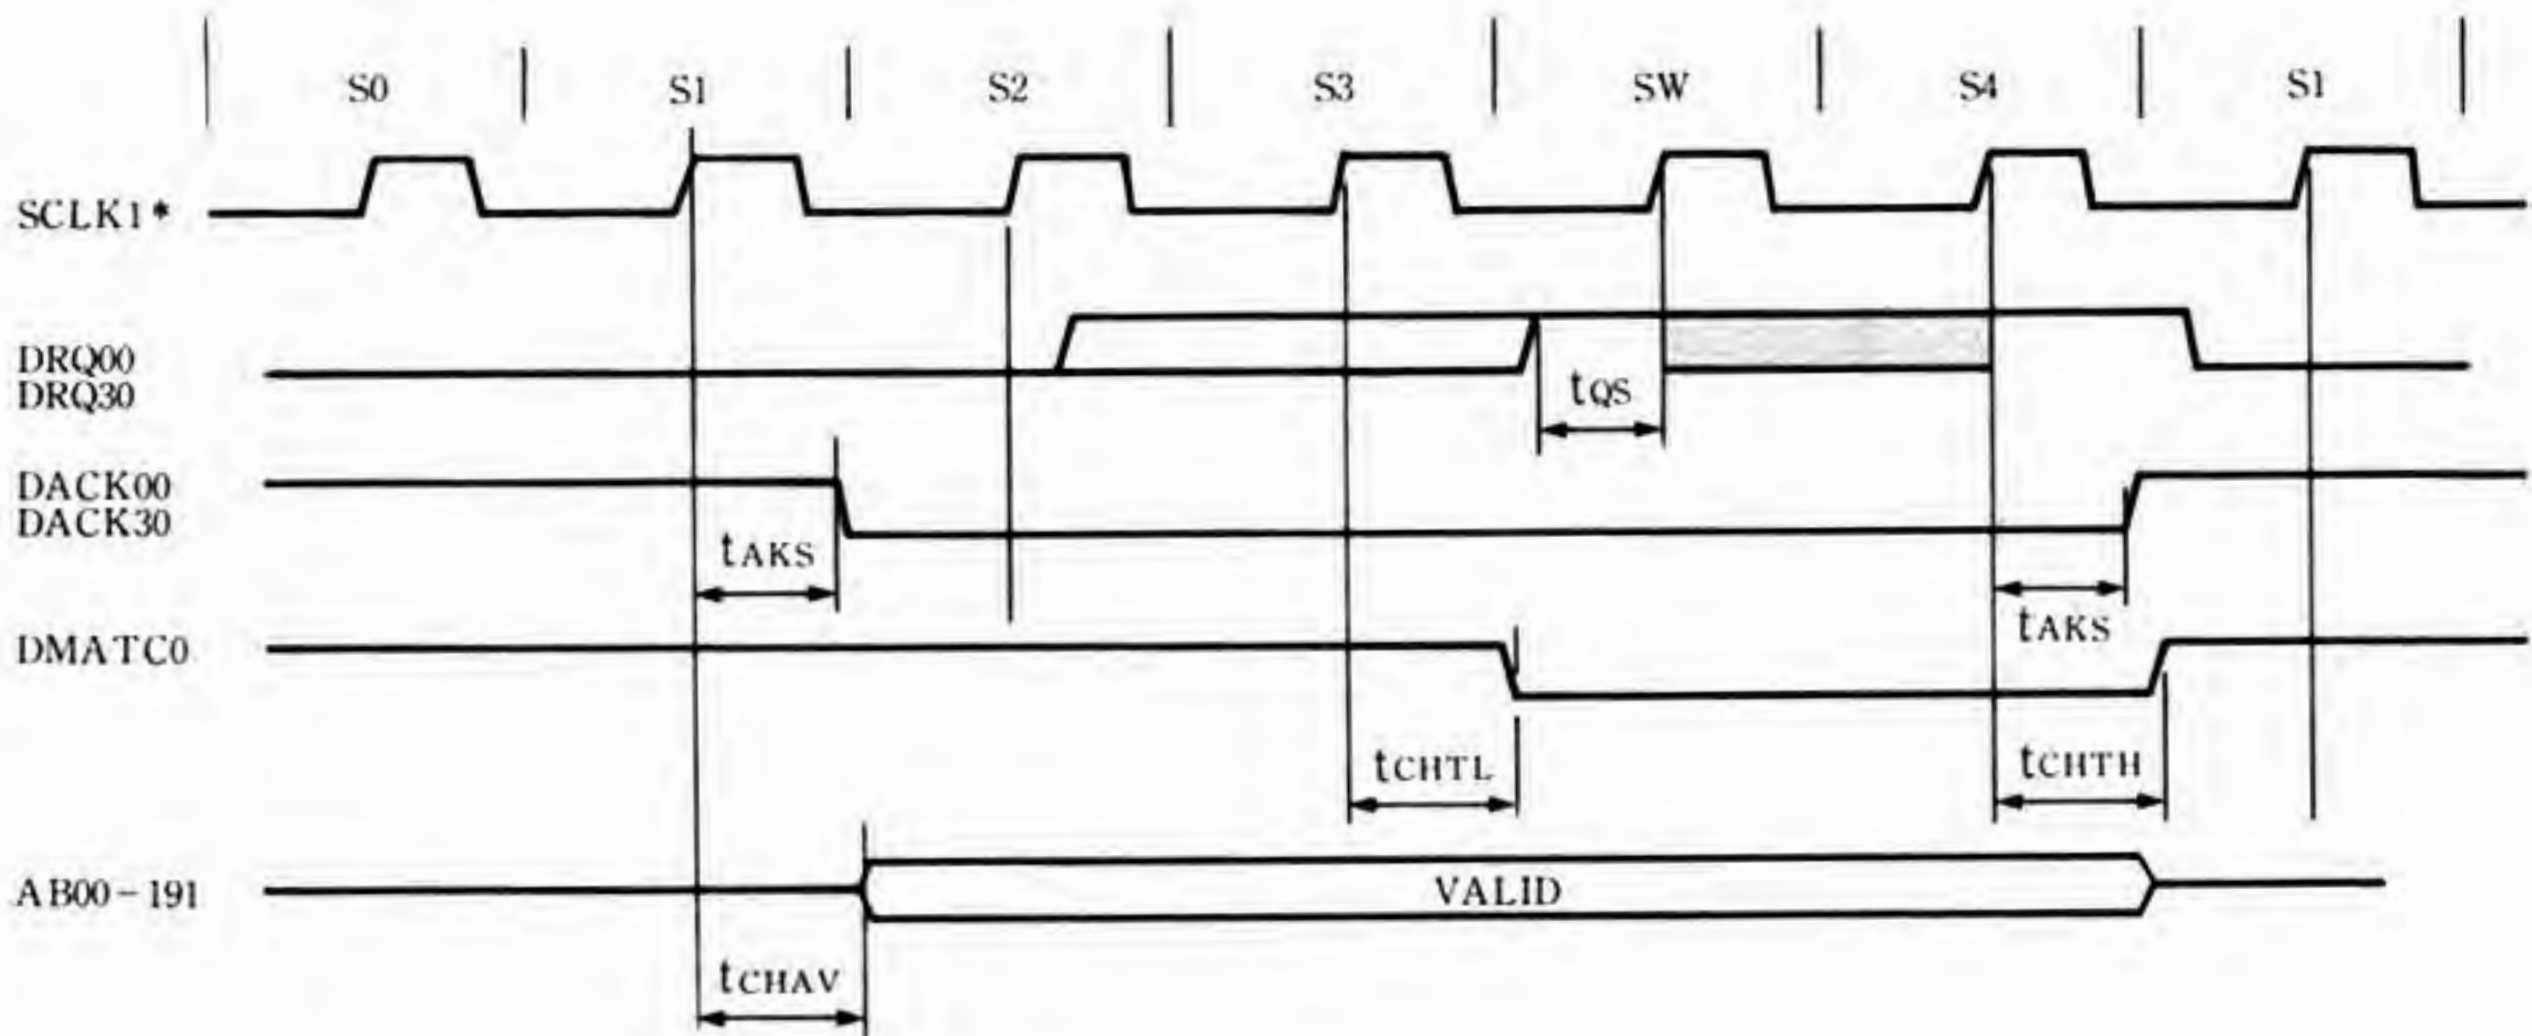 S0 S1 S2 S3 SW S4 S1
SCLK1*
DRQ00
DRQ30
tQS
DACK00
DACK30
tAKS
tAKS
DMATC0
tCHTL
tCHTH
AB00-191
VALID
tCHAV